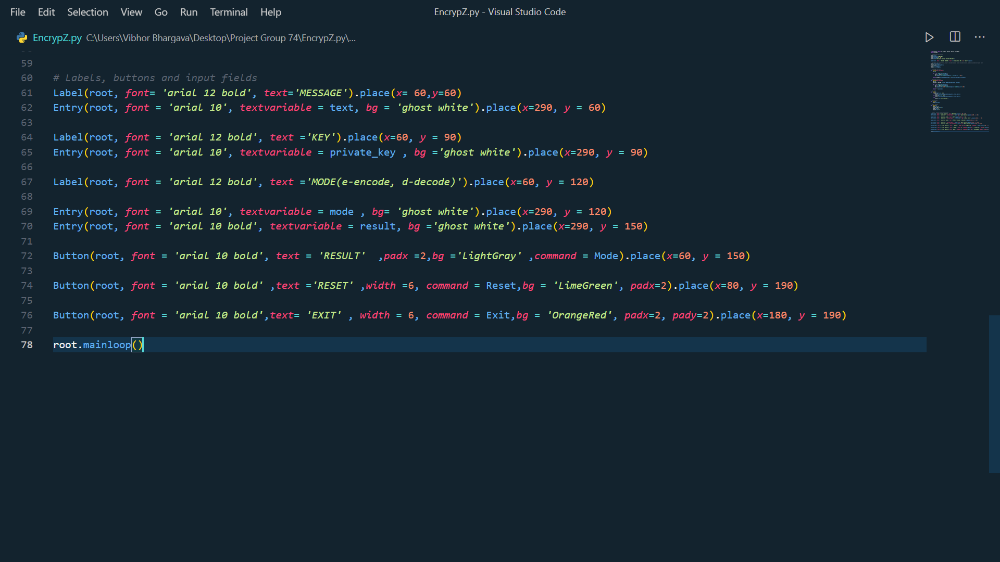 File Edit Selection View Go Run Terminal Help EncrypZ.py - Visual Studio Code
EncrypZ.py C:\Users\Vibhor Bhargava\Desktop\Project Group 74\EncrypZ.py\...
59
60 # Labels, buttons and input fields
61 Label(root, font= 'arial 12 bold', text='MESSAGE').place(x= 60,y=60)
62 Entry(root, font = 'arial 10', textvariable = text, bg = 'ghost white').place(x=290, y = 60)
63
64 Label(root, font = 'arial 12 bold', text ='KEY').place(x=60, y = 90)
65 Entry(root, font = 'arial 10', textvariable = private_key , bg ='ghost white').place(x=290, y = 90)
66
67 Label(root, font = 'arial 12 bold', text ='MODE(e-encode, d-decode)').place(x=60, y = 120)
68
69 Entry(root, font = 'arial 10', textvariable = mode , bg= 'ghost white').place(x=290, y = 120)
70 Entry(root, font = 'arial 10 bold', textvariable = result, bg ='ghost white').place(x=290, y = 150)
71
72 Button(root, font = 'arial 10 bold', text = 'RESULT'  ,padx =2,bg ='LightGray' ,command = Mode).place(x=60, y = 150)
73
74 Button(root, font = 'arial 10 bold' ,text ='RESET' ,width =6, command = Reset,bg = 'LimeGreen', padx=2).place(x=80, y = 190)
75
76 Button(root, font = 'arial 10 bold',text= 'EXIT' , width = 6, command = Exit,bg = 'OrangeRed', padx=2, pady=2).place(x=180, y = 190)
77
78 root.mainloop()